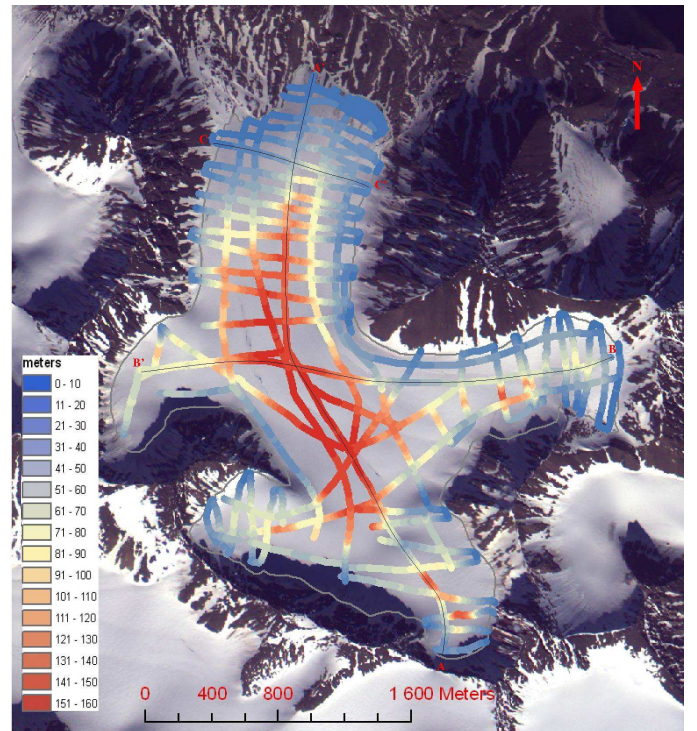 N
A'
C
C'
B'
B
A
meters
0 - 10
11 - 20
21 - 30
31 - 40
41 - 50
51 - 60
61 - 70
71 - 80
81 - 90
91 - 100
101 - 110
111 - 120
121 - 130
131 - 140
141 - 150
151 - 160
0 400 800 1 600 Meters